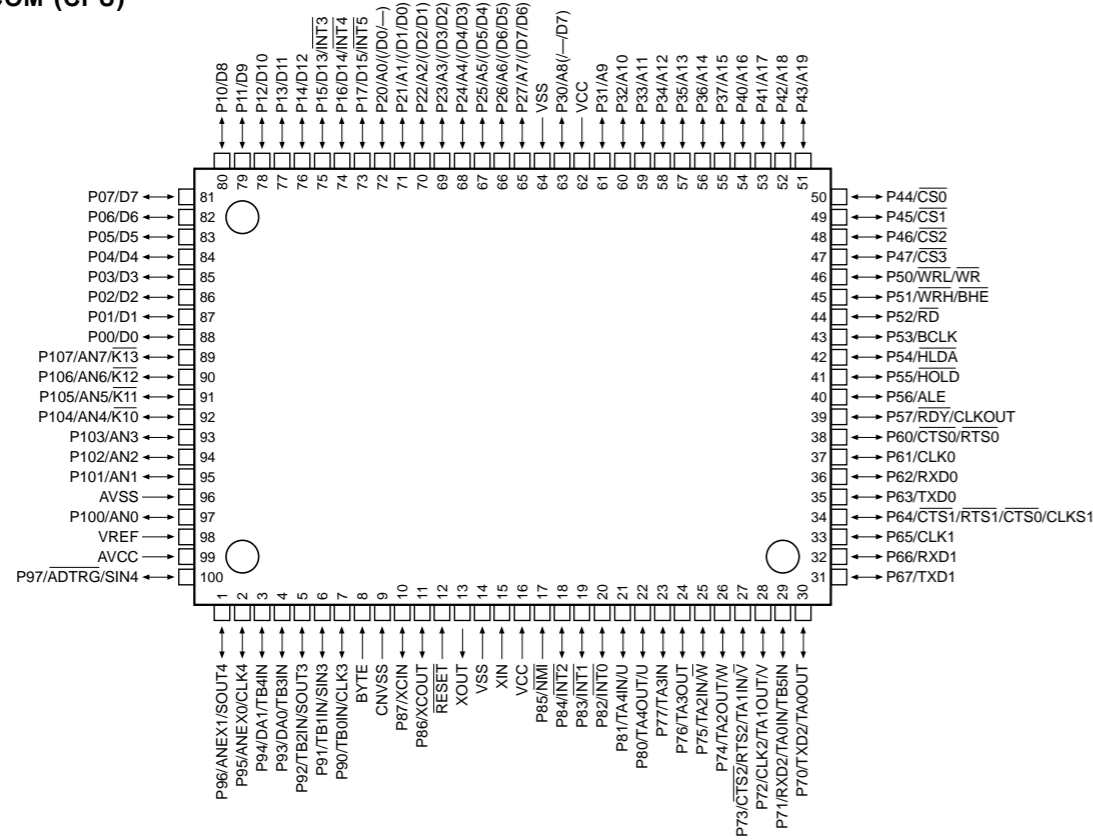 COM (CPU)
P10/D8
P11/D9
P12/D10
P13/D11
P14/D12
P15/D13/INT3
P16/D14/INT4
P17/D15/INT5
P20/A0/(/D0/—)
P21/A1/(/D1/D0)
P22/A2/(/D2/D1)
P23/A3/(/D3/D2)
P24/A4/(/D4/D3)
P25/A5/(/D5/D4)
P26/A6/(/D6/D5)
P27/A7/(/D7/D6)
VSS
P30/A8(/—/D7)
VCC
P31/A9
P32/A10
P33/A11
P34/A12
P35/A13
P36/A14
P37/A15
P40/A16
P41/A17
P42/A18
P43/A19
80 79 78 77 76 75 74 73 72 71 70 69 68 67 66 65 64 63 62 61 60 59 58 57 56 55 54 53 52 51
P07/D7 81
P06/D6 82
P05/D5 83
P04/D4 84
P03/D3 85
P02/D2 86
P01/D1 87
P00/D0 88
P107/AN7/K13 89
P106/AN6/K12 90
P105/AN5/K11 91
P104/AN4/K10 92
P103/AN3 93
P102/AN2 94
P101/AN1 95
AVSS 96
P100/AN0 97
VREF 98
AVCC 99
P97/ADTRG/SIN4 100
50 P44/CS0
49 P45/CS1
48 P46/CS2
47 P47/CS3
46 P50/WRL/WR
45 P51/WRH/BHE
44 P52/RD
43 P53/BCLK
42 P54/HLDA
41 P55/HOLD
40 P56/ALE
39 P57/RDY/CLKOUT
38 P60/CTS0/RTS0
37 P61/CLK0
36 P62/RXD0
35 P63/TXD0
34 P64/CTS1/RTS1/CTS0/CLKS1
33 P65/CLK1
32 P66/RXD1
31 P67/TXD1
1 2 3 4 5 6 7 8 9 10 11 12 13 14 15 16 17 18 19 20 21 22 23 24 25 26 27 28 29 30
P96/ANEX1/SOUT4
P95/ANEX0/CLK4
P94/DA1/TB4IN
P93/DA0/TB3IN
P92/TB2IN/SOUT3
P91/TB1IN/SIN3
P90/TB0IN/CLK3
BYTE
CNVSS
P87/XCIN
P86/XCOUT
RESET
XOUT
VSS
XIN
VCC
P85/NMI
P84/INT2
P83/INT1
P82/INT0
P81/TA4IN/U
P80/TA4OUT/U
P77/TA3IN
P76/TA3OUT
P75/TA2IN/W
P74/TA2OUT/W
P73/CTS2/RTS2/TA1IN/V
P72/CLK2/TA1OUT/V
P71/RXD2/TA0IN/TB5IN
P70/TXD2/TA0OUT